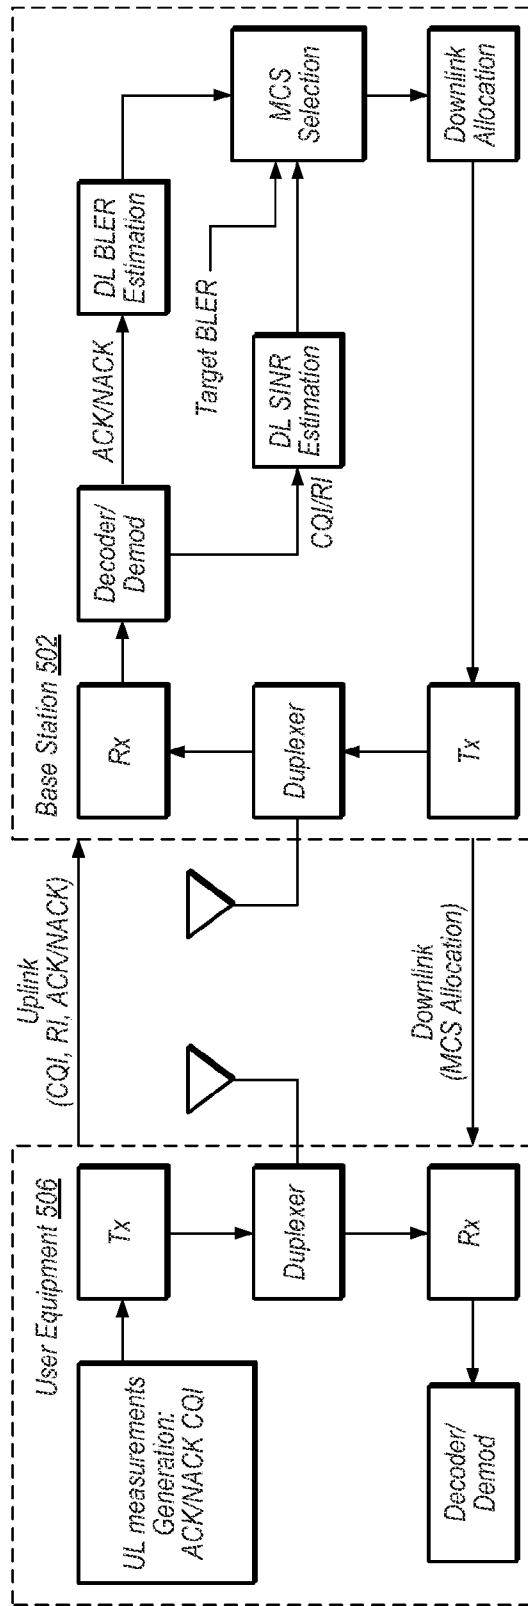 User Equipment 506
UL measurements
Generation:
ACK/NACK CQI
Tx
Duplexer
Rx
Decoder/
Demod
Uplink
(CQI, RI, ACK/NACK)
Downlink
(MCS Allocation)
Base Station 502
Rx
Duplexer
Tx
Decoder/
Demod
ACK/NACK
CQI/RI
DL BLER
Estimation
Target BLER
DL SINR
Estimation
MCS
Selection
Downlink
Allocation